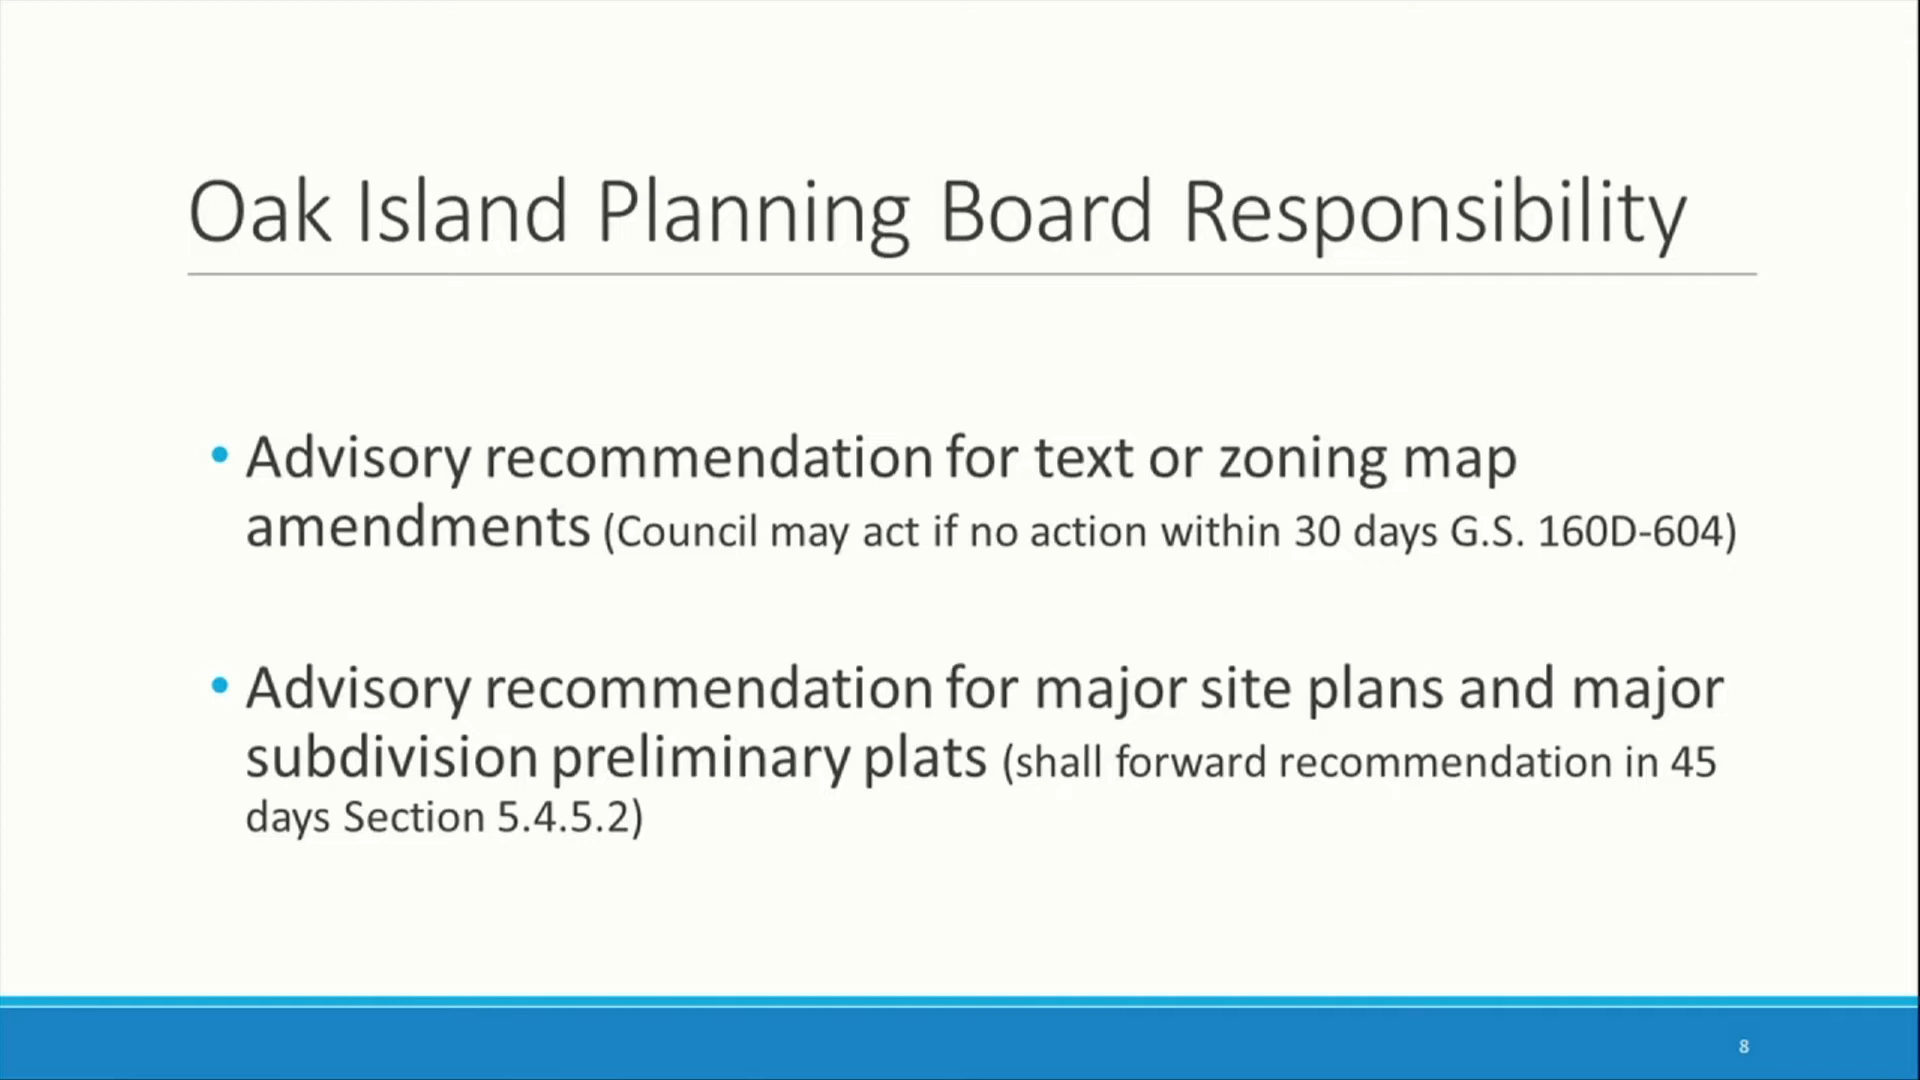 Oak Island Planning Board Responsibility
• Advisory recommendation for text or zoning map
amendments (Council may act if no action within 30 days G.S. 160D-604)
• Advisory recommendation for major site plans and major
subdivision preliminary plats (shall forward recommendation in 45
days Section 5.4.5.2)
8